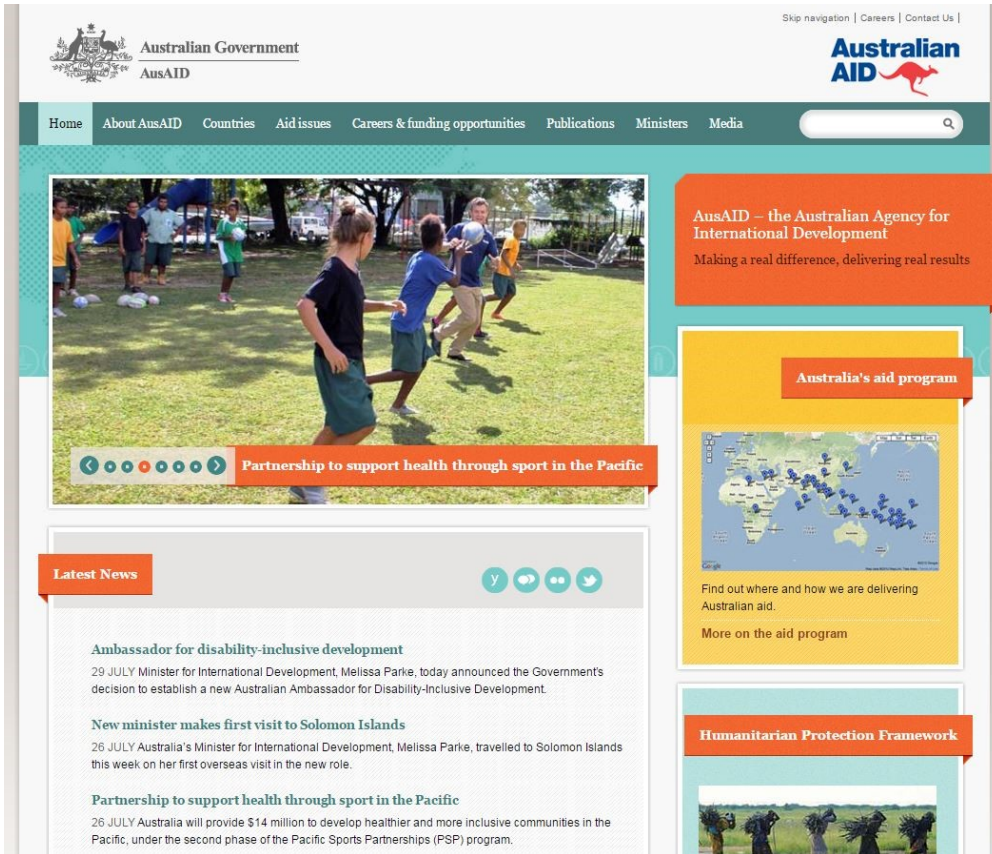 Skip navigation | Careers | Contact Us |
Australian Government
AusAID
Australian
AID
Home About AusAID Countries Aid issues Careers & funding opportunities Publications Ministers Media
AusAID – the Australian Agency for
International Development
Making a real difference, delivering real results
Partnership to support health through sport in the Pacific
Australia's aid program
Google
Find out where and how we are delivering
Australian aid.
More on the aid program
Latest News
y
Ambassador for disability-inclusive development
29 JULY Minister for International Development, Melissa Parke, today announced the Government's
decision to establish a new Australian Ambassador for Disability-Inclusive Development.
New minister makes first visit to Solomon Islands
26 JULY Australia's Minister for International Development, Melissa Parke, travelled to Solomon Islands
this week on her first overseas visit in the new role.
Partnership to support health through sport in the Pacific
26 JULY Australia will provide $14 million to develop healthier and more inclusive communities in the
Pacific, under the second phase of the Pacific Sports Partnerships (PSP) program.
Humanitarian Protection Framework